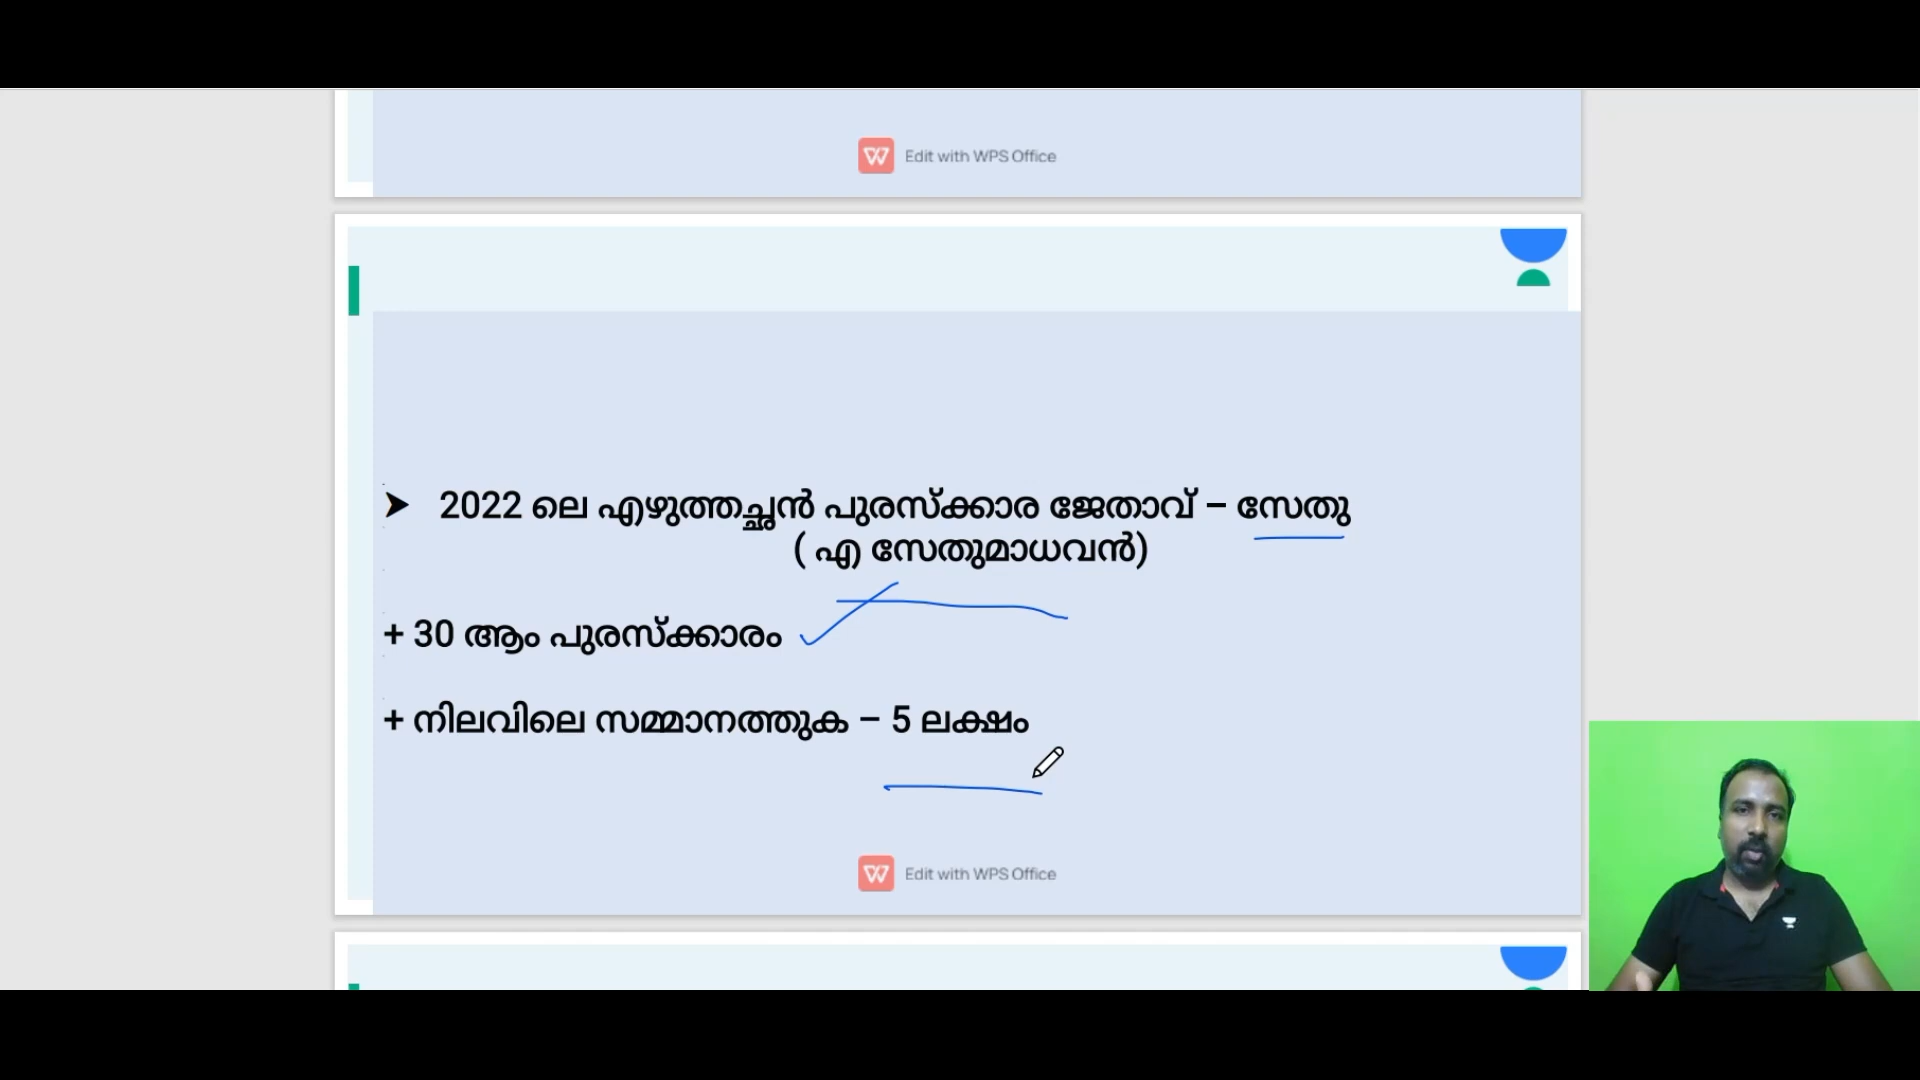 Edit with WPS Office
➤ 2022 ലെ എഴുത്തച്ഛൻ പുരസ്ക്കാര ജേതാവ് – സേതു
( എ സേതുമാധവൻ)
+ 30 ആം പുരസ്ക്കാരം
+ നിലവിലെ സമ്മാനത്തുക – 5 ലക്ഷം
Edit with WPS Office